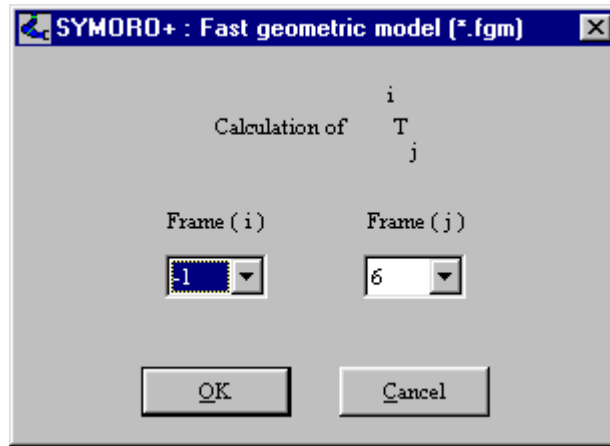 SYMORO+ : Fast geometric model (*.fgm)
i
Calculation of T
j
Frame ( i ) Frame ( j )
-1 6
OK Cancel